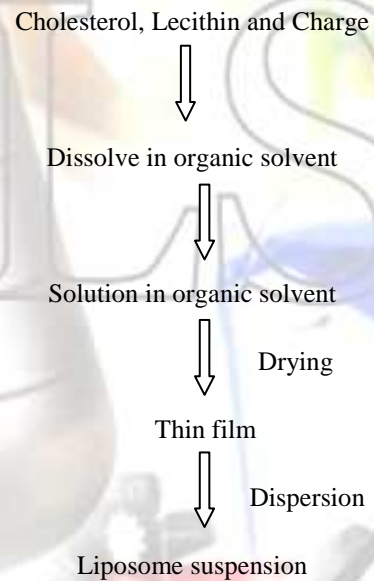 Cholesterol, Lecithin and Charge
Dissolve in organic solvent
Solution in organic solvent
Drying
Thin film
Dispersion
Liposome suspension